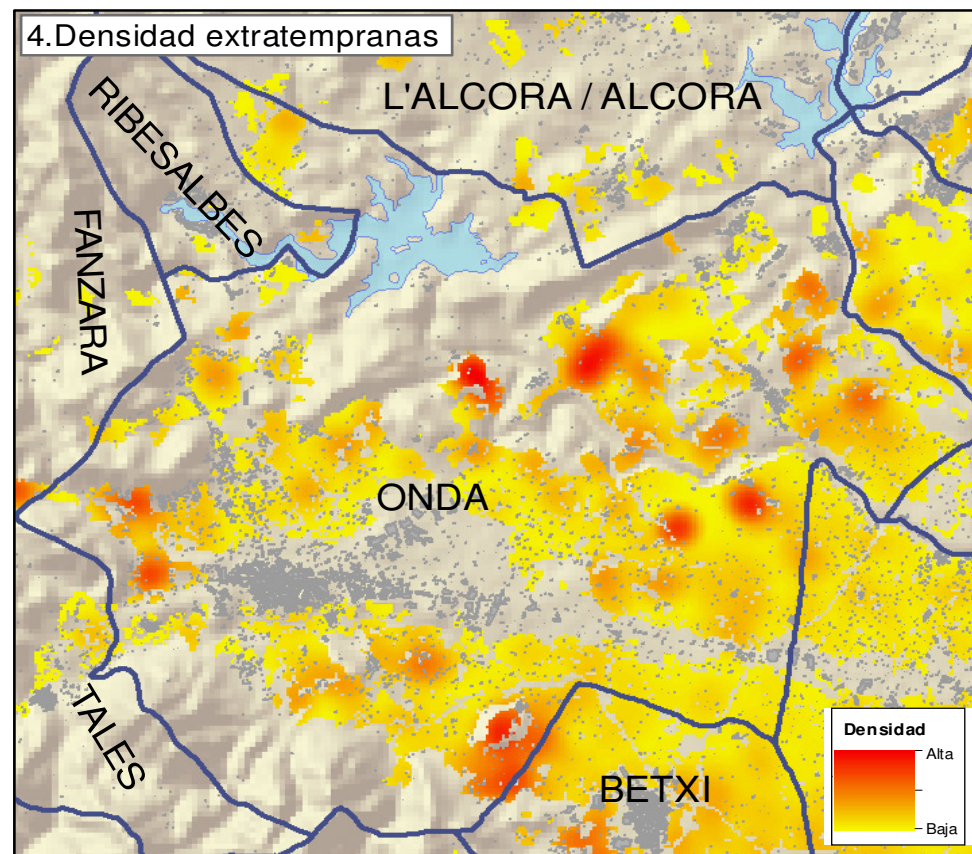 4.Densidad extratempranas
L'ALCORA / ALCORA
RIBESALBES
FANZARA
ONDA
TALES
BETXI
Densidad
Alta
Baja